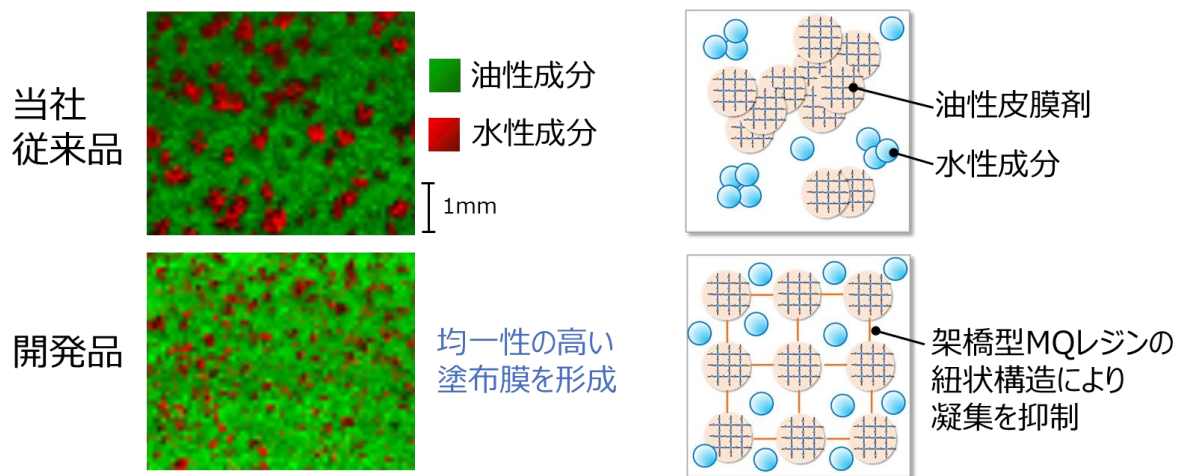 当社
従来品
油性成分
水性成分
1mm
油性皮膜剤
水性成分
開発品
均一性の高い
塗布膜を形成
架橋型MQレジンの
紐状構造により
凝集を抑制